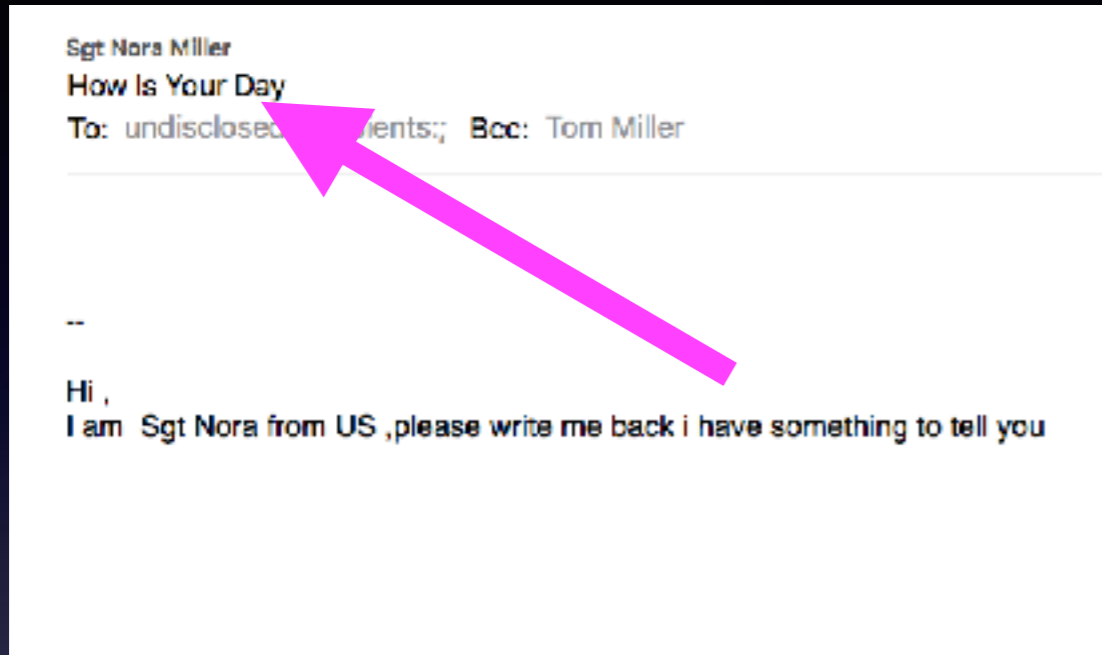 Sgt Nora Miller
How Is Your Day
To: undisclosed Bcc: Tom Miller
--
Hi ,
I am Sgt Nora from US ,please write me back i have something to tell you